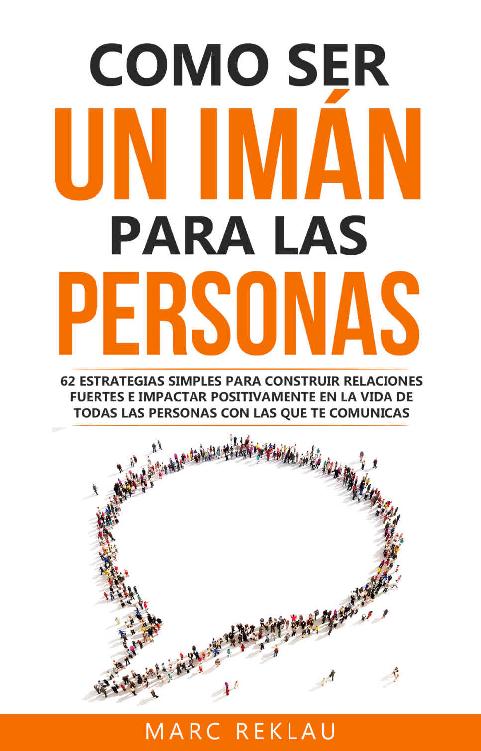 COMO SER
UN IMÁN
PARA LAS
PERSONAS
62 ESTRATEGIAS SIMPLES PARA CONSTRUIR RELACIONES
FUERTES E IMPACTAR POSITIVAMENTE EN LA VIDA DE
TODAS LAS PERSONAS CON LAS QUE TE COMUNICAS
MARC REKLAU